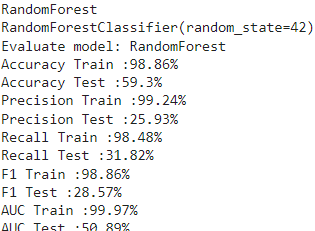 RandomForest
RandomForestClassifier(random_state=42)
Evaluate model: RandomForest
Accuracy Train :98.86%
Accuracy Test :59.3%
Precision Train :99.24%
Precision Test :25.93%
Recall Train :98.48%
Recall Test :31.82%
F1 Train :98.86%
F1 Test :28.57%
AUC Train :99.97%
AUC Test :50.89%